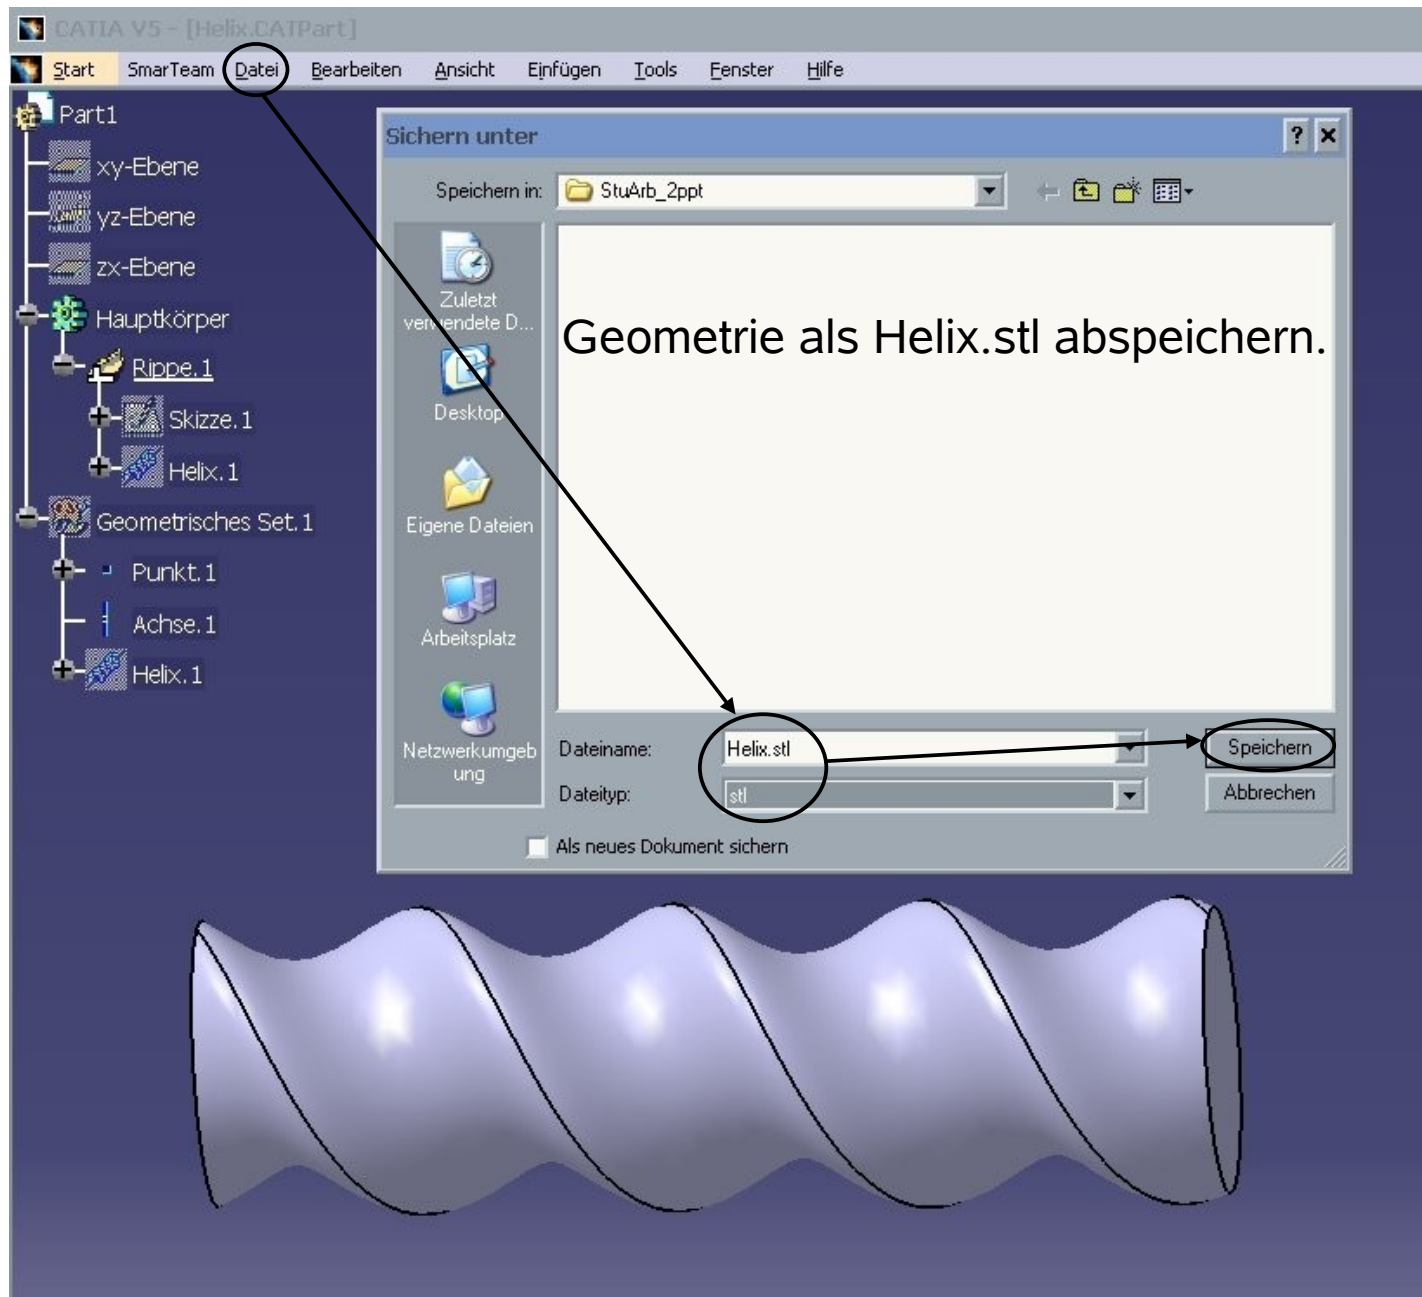 CATIA V5 - [Helix.CATPart]
Start SmarTeam Datei Bearbeiten Ansicht Einfügen Tools Fenster Hilfe
Part1
xy-Ebene
yz-Ebene
zx-Ebene
Hauptkörper
Rippe.1
Skizze.1
Helix.1
Geometrisches Set.1
Punkt.1
Achse.1
Helix.1
Sichern unter
Speichern in: StuArb_2ppt
Zuletzt
verwendete D...
Desktop
Eigene Dateien
Arbeitsplatz
Netzwerkumgeb
ung
Geometrie als Helix.stl abspeichern.
Dateiname: Helix.stl Speichern
Dateityp: stl Abbrechen
Als neues Dokument sichern